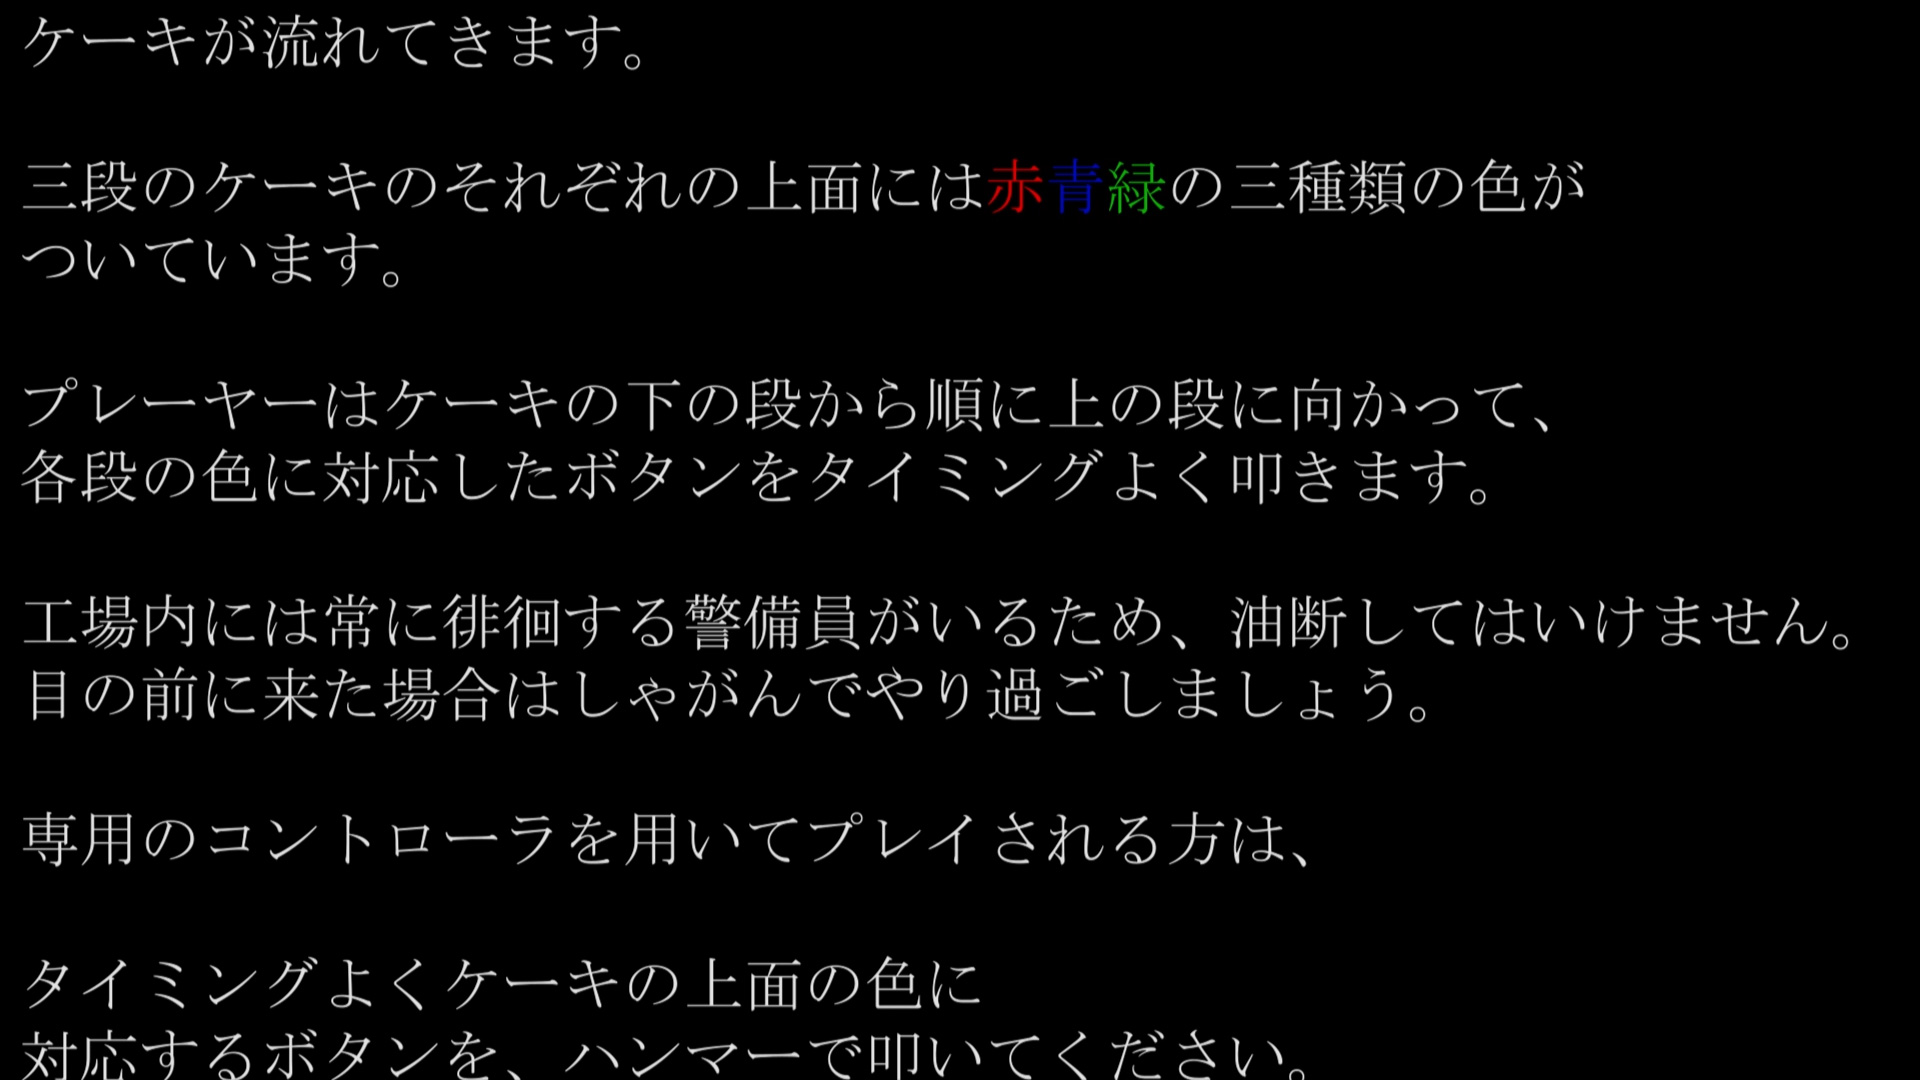 ケーキが流れてきます。
三段のケーキのそれぞれの上面には赤青緑の三種類の色が
ついています。
プレーヤーはケーキの下の段から順に上の段に向かって、
各段の色に対応したボタンをタイミングよく叩きます。
工場内には常に徘徊する警備員がいるため、油断してはいけません。
目の前に来た場合はしゃがんでやり過ごしましょう。
専用のコントローラを用いてプレイされる方は、
タイミングよくケーキの上面の色に
対応するボタンを、ハンマーで叩いてください。